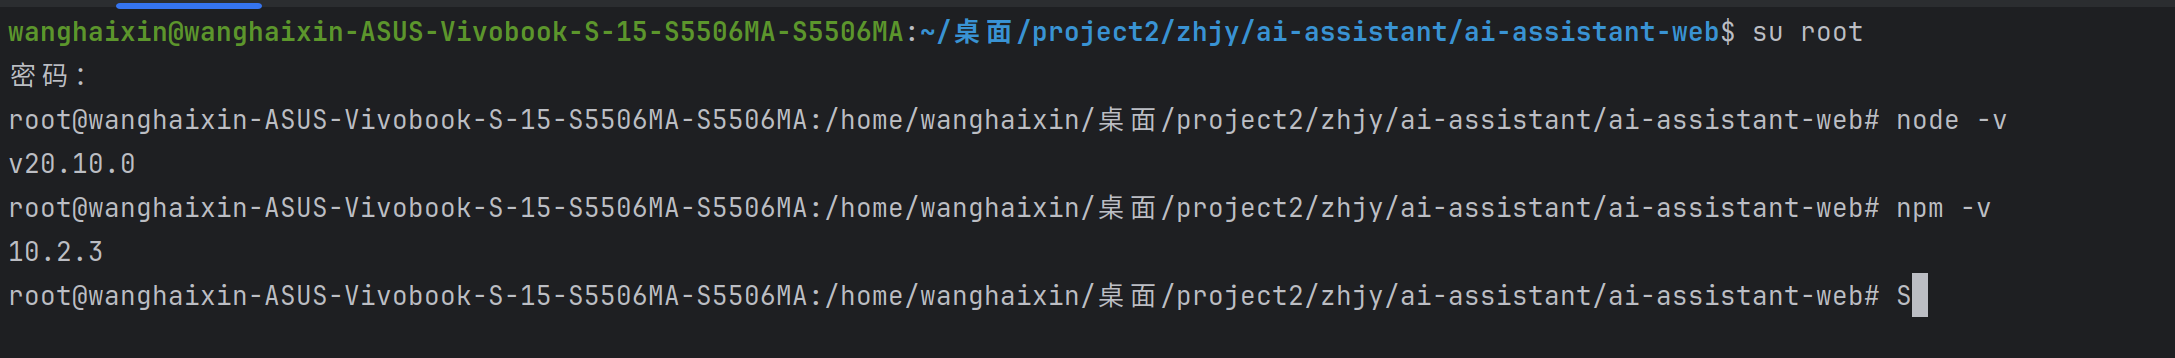 wanghaixin@wanghaixin-ASUS-Vivobook-S-15-S5506MA-S5506MA:~/桌面/project2/zhjy/ai-assistant/ai-assistant-web$ su root
密码：
root@wanghaixin-ASUS-Vivobook-S-15-S5506MA-S5506MA:/home/wanghaixin/桌面/project2/zhjy/ai-assistant/ai-assistant-web# node -v
v20.10.0
root@wanghaixin-ASUS-Vivobook-S-15-S5506MA-S5506MA:/home/wanghaixin/桌面/project2/zhjy/ai-assistant/ai-assistant-web# npm -v
10.2.3
root@wanghaixin-ASUS-Vivobook-S-15-S5506MA-S5506MA:/home/wanghaixin/桌面/project2/zhjy/ai-assistant/ai-assistant-web# S